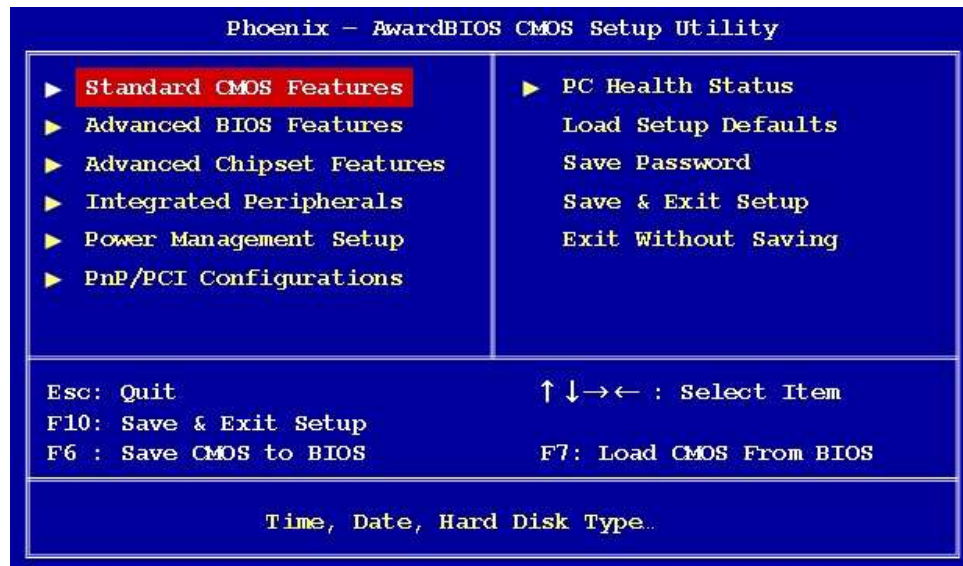 Phoenix – AwardBIOS CMOS Setup Utility
▶ Standard CMOS Features
▶ Advanced BIOS Features
▶ Advanced Chipset Features
▶ Integrated Peripherals
▶ Power Management Setup
▶ PnP/PCI Configurations
▶ PC Health Status
Load Setup Defaults
Save Password
Save & Exit Setup
Exit Without Saving
Esc: Quit
↑↓→← : Select Item
F10: Save & Exit Setup
F6 : Save CMOS to BIOS
F7: Load CMOS From BIOS
Time, Date, Hard Disk Type…